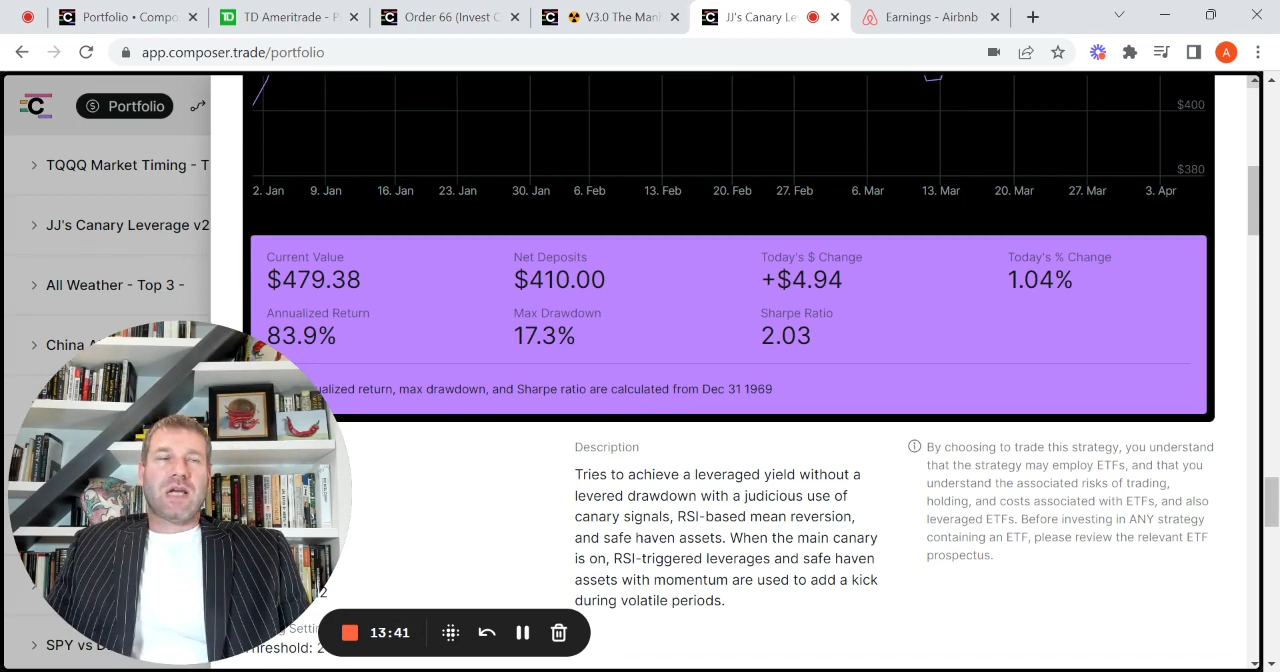 Portfolio • Compo
TD Ameritrade - P
Order 66 (Invest C
V3.0 The Man
JJ's Canary Le
Earnings - Airbnb
app.composer.trade/portfolio
A
C
Portfolio
TQQQ Market Timing - T
JJ's Canary Leverage v2
All Weather - Top 3 -
China A
SPY vs
$400
$380
2. Jan 9. Jan 16. Jan 23. Jan 30. Jan 6. Feb 13. Feb 20. Feb 27. Feb 6. Mar 13. Mar 20. Mar 27. Mar 3. Apr
Current Value Net Deposits Today's $ Change Today's % Change
$479.38 $410.00 +$4.94 1.04%
Annualized Return Max Drawdown Sharpe Ratio
83.9% 17.3% 2.03
ualized return, max drawdown, and Sharpe ratio are calculated from Dec 31 1969
Description
Tries to achieve a leveraged yield without a
levered drawdown with a judicious use of
canary signals, RSI-based mean reversion,
and safe haven assets. When the main canary
is on, RSI-triggered leverages and safe haven
assets with momentum are used to add a kick
during volatile periods.
By choosing to trade this strategy, you understand
that the strategy may employ ETFs, and that you
understand the associated risks of trading,
holding, and costs associated with ETFs, and also
leveraged ETFs. Before investing in ANY strategy
containing an ETF, please review the relevant ETF
prospectus.
13:41